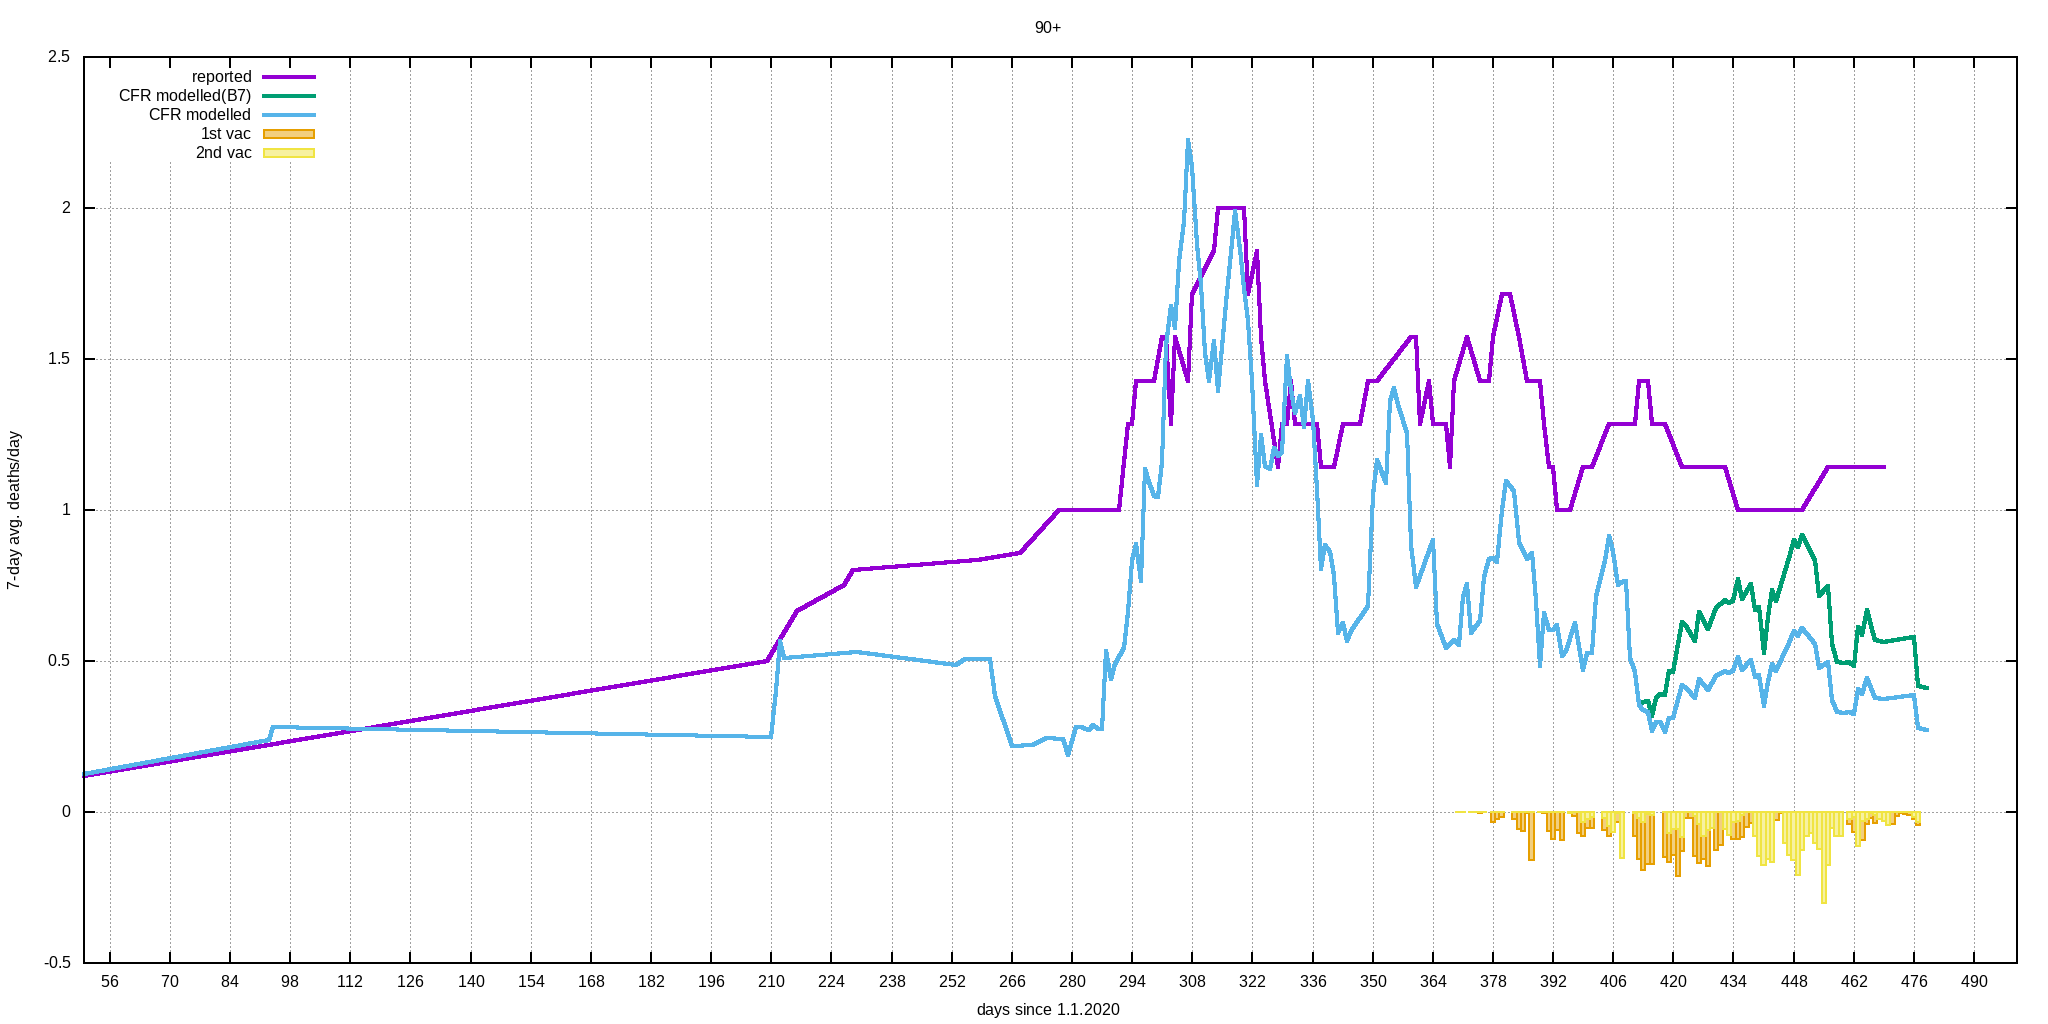 90+
2.5
2
1.5
1
0.5
0
-0.5
7-day avg. deaths/day
reported
CFR modelled(B7)
CFR modelled
1st vac
2nd vac
56 70 84 98 112 126 140 154 168 182 196 210 224 238 252 266 280 294 308 322 336 350 364 378 392 406 420 434 448 462 476 490
days since 1.1.2020